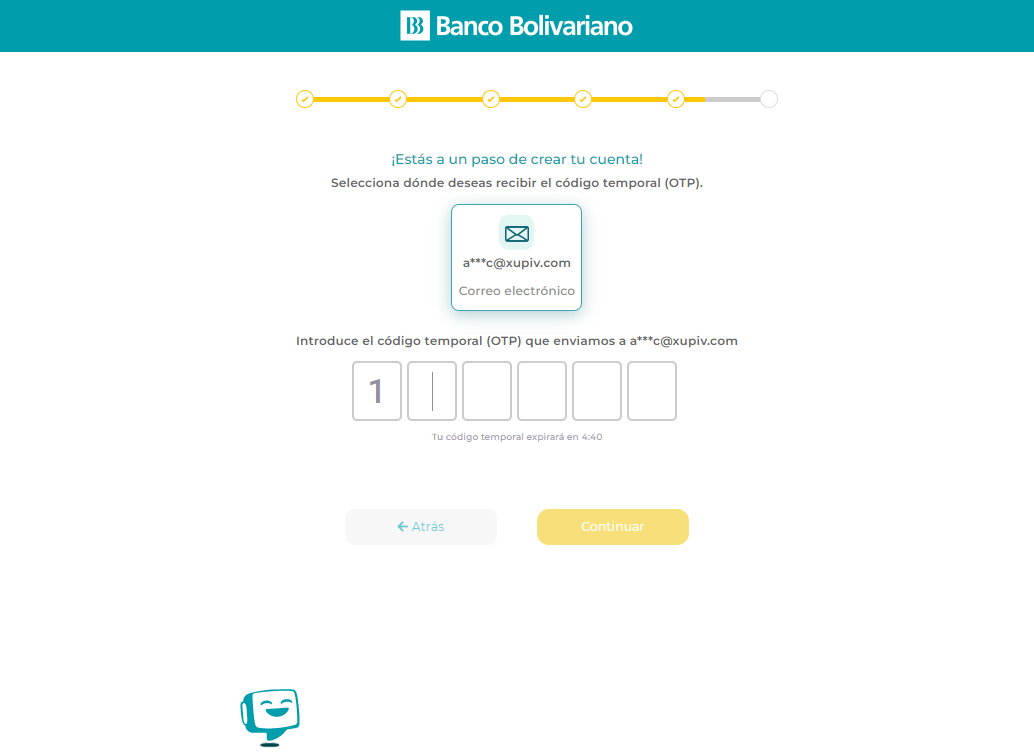 Banco Bolivariano
¡Estás a un paso de crear tu cuenta!
Selecciona dónde deseas recibir el código temporal (OTP).
a***c@xupiv.com
Correo electrónico
Introduce el código temporal (OTP) que enviamos a a***c@xupiv.com
1
Tu código temporal expirará en 4:40
Atrás
Continuar